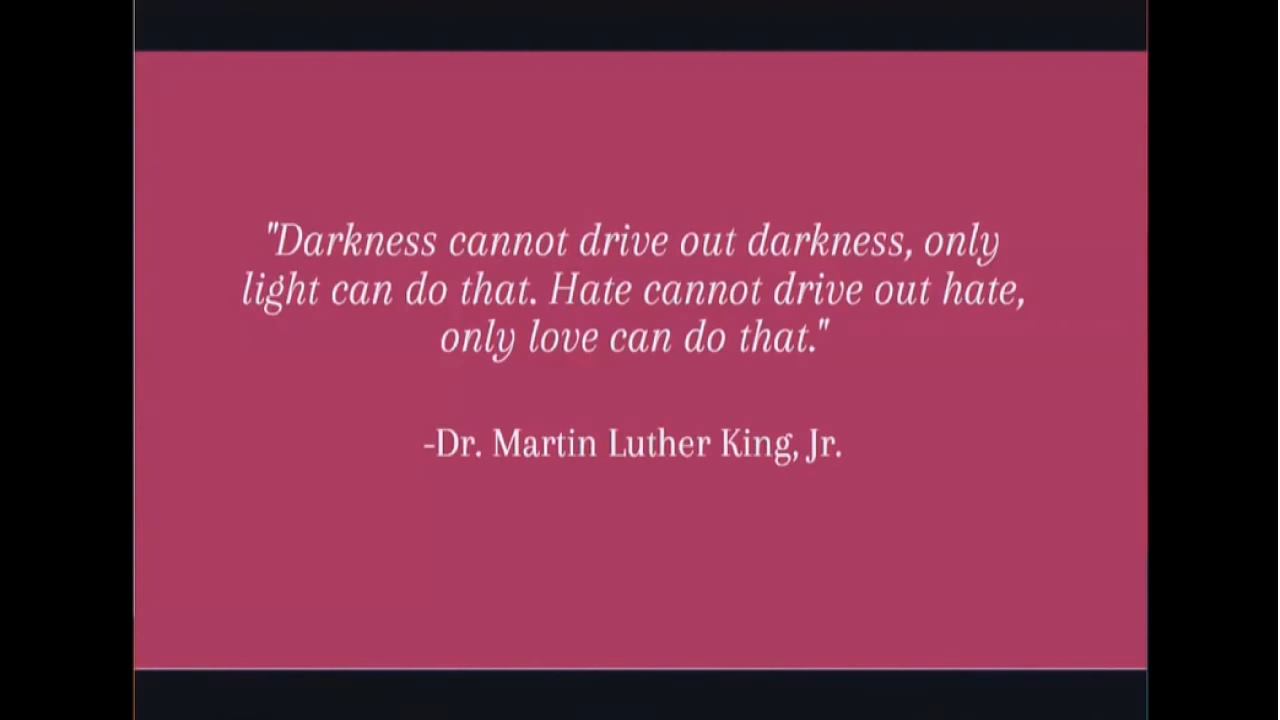 "Darkness cannot drive out darkness, only
light can do that. Hate cannot drive out hate,
only love can do that."
-Dr. Martin Luther King, Jr.